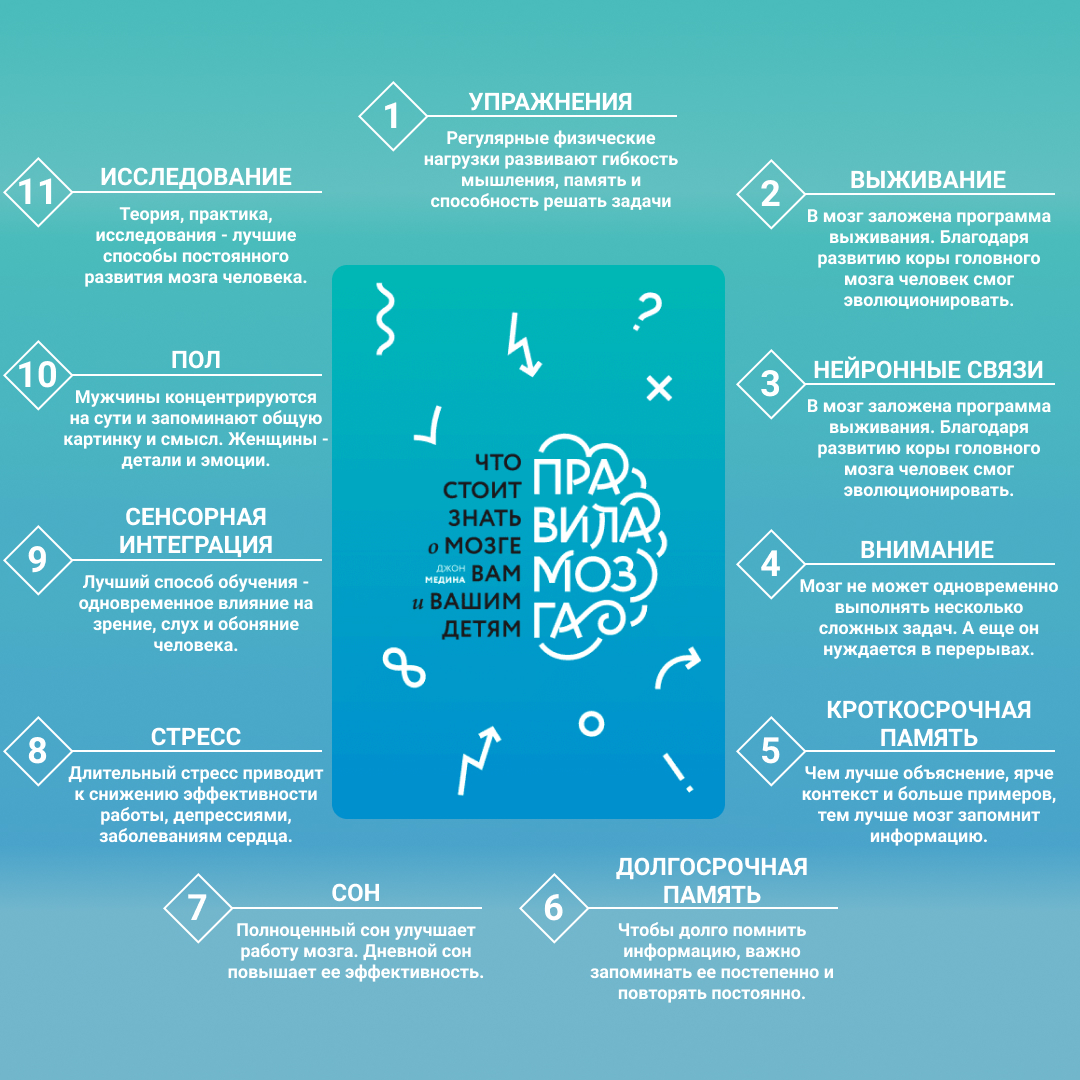 1
УПРАЖНЕНИЯ
Регулярные физические
нагрузки развивают гибкость
мышления, память и
способность решать задачи
2
ВЫЖИВАНИЕ
В мозг заложена программа
выживания. Благодаря
развитию коры головного
мозга человек смог
эволюционировать.
3
НЕЙРОННЫЕ СВЯЗИ
В мозг заложена программа
выживания. Благодаря
развитию коры головного
мозга человек смог
эволюционировать.
4
ВНИМАНИЕ
Мозг не может одновременно
выполнять несколько
сложных задач. А еще он
нуждается в перерывах.
5
КРОТКОСРОЧНАЯ
ПАМЯТЬ
Чем лучше объяснение, ярче
контекст и больше примеров,
тем лучше мозг запомнит
информацию.
6
ДОЛГОСРОЧНАЯ
ПАМЯТЬ
Чтобы долго помнить
информацию, важно
запоминать ее постепенно и
повторять постоянно.
7
СОН
Полноценный сон улучшает
работу мозга. Дневной сон
повышает ее эффективность.
8
СТРЕСС
Длительный стресс приводит
к снижению эффективности
работы, депрессиями,
заболеваниям сердца.
9
СЕНСОРНАЯ
ИНТЕГРАЦИЯ
Лучший способ обучения -
одновременное влияние на
зрение, слух и обоняние
человека.
10
ПОЛ
Мужчины концентрируются
на сути и запоминают общую
картинку и смысл. Женщины -
детали и эмоции.
11
ИССЛЕДОВАНИЕ
Теория, практика,
исследования - лучшие
способы постоянного
развития мозга человека.
ЧТО
СТОИТ
ЗНАТЬ
о МОЗГЕ
ДЖОН
МЕДИНА
ВАМ
и ВАШИМ
ДЕТЯМ
ПРА
ВИЛА
МОЗ
ГА